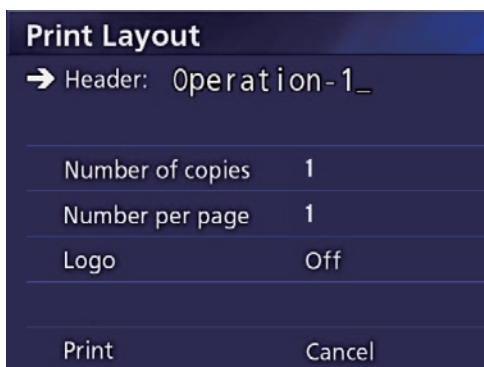 Print Layout
➔ Header: Operation-1_
Number of copies 1
Number per page 1
Logo Off
Print Cancel